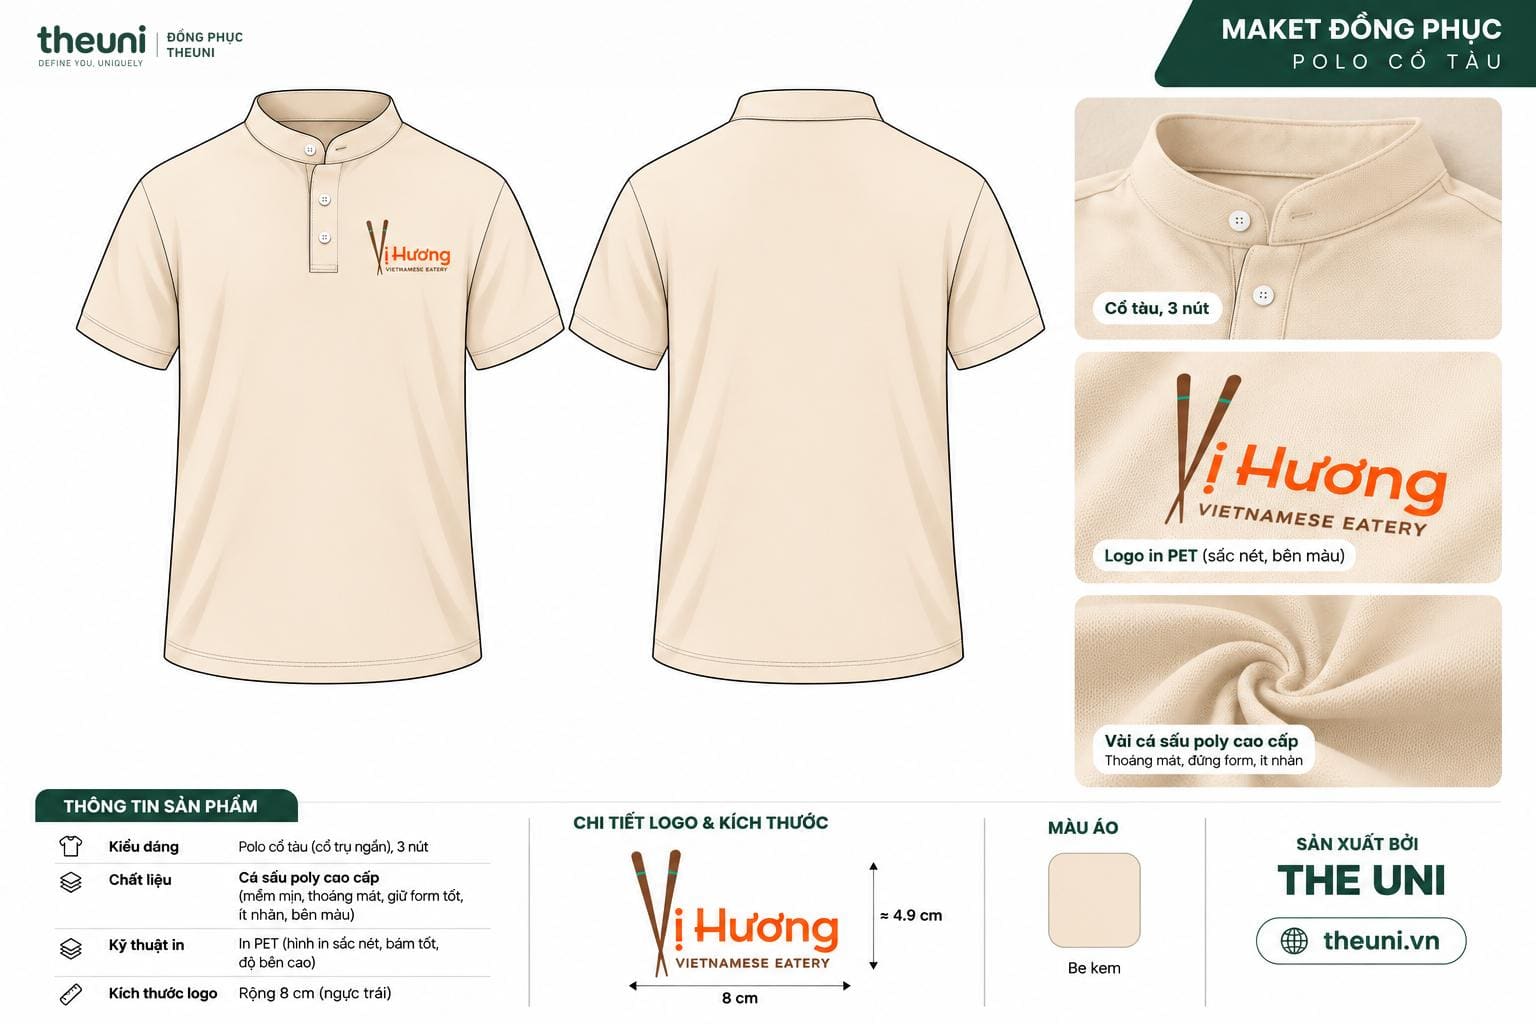 theuni
DEFINE YOU, UNIQUELY
ĐỒNG PHỤC
THEUNI
MAKET ĐỒNG PHỤC
POLO CỔ TÀU
Vị Hương
VIETNAMESE EATERY
Cổ tàu, 3 nút
Vị Hương
VIETNAMESE EATERY
Logo in PET (sắc nét, bên màu)
Vài cá sấu poly cao cấp
Thoáng mát, đứng form, ít nhàn
THÔNG TIN SẢN PHẨM
Kiểu dáng
Polo cổ tàu (cổ trụ ngắn), 3 nút
Chất liệu
Cá sấu poly cao cấp
(mềm mịn, thoáng mát, giữ form tốt,
ít nhàn, bên màu)
Kỹ thuật in
In PET (hình in sắc nét, bám tốt,
độ bên cao)
Kích thước logo
Rộng 8 cm (ngực trái)
CHI TIẾT LOGO & KÍCH THƯỚC
Vị Hương
VIETNAMESE EATERY
≈ 4.9 cm
8 cm
MÀU ÁO
Be kem
SẢN XUẤT BỞI
THE UNI
theuni.vn